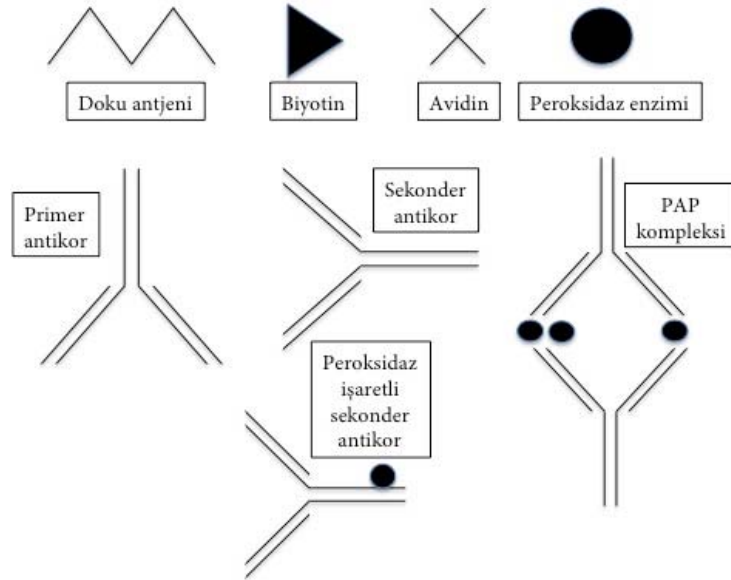 Doku antjeni
Biyotin
Avidin
Peroksidaz enzimi
Primer
antikor
Sekonder
antikor
PAP
kompleksi
Peroksidaz
işaretli
sekonder
antikor